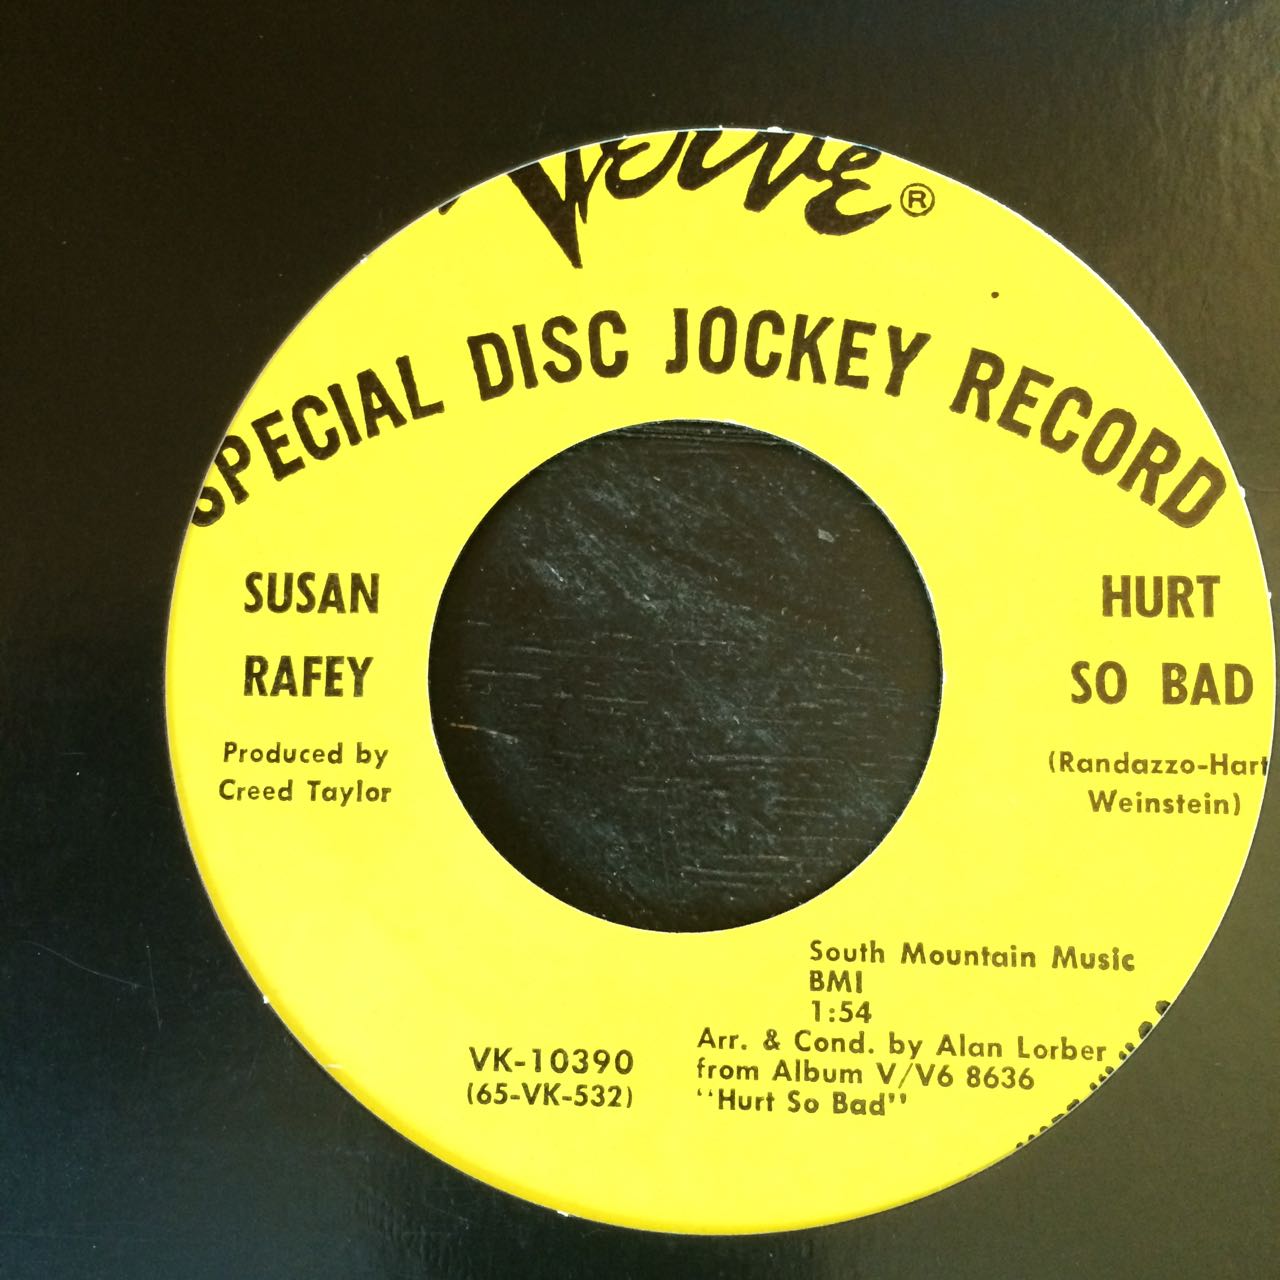 Verve ®
SPECIAL DISC JOCKEY RECORD
SUSAN
RAFEY
Produced by
Creed Taylor
HURT
SO BAD
(Randazzo-Hart
Weinstein)
South Mountain Music
BMI
1:54
Arr. & Cond. by Alan Lorber
from Album V/V6 8636
"Hurt So Bad"
VK-10390
(65-VK-532)